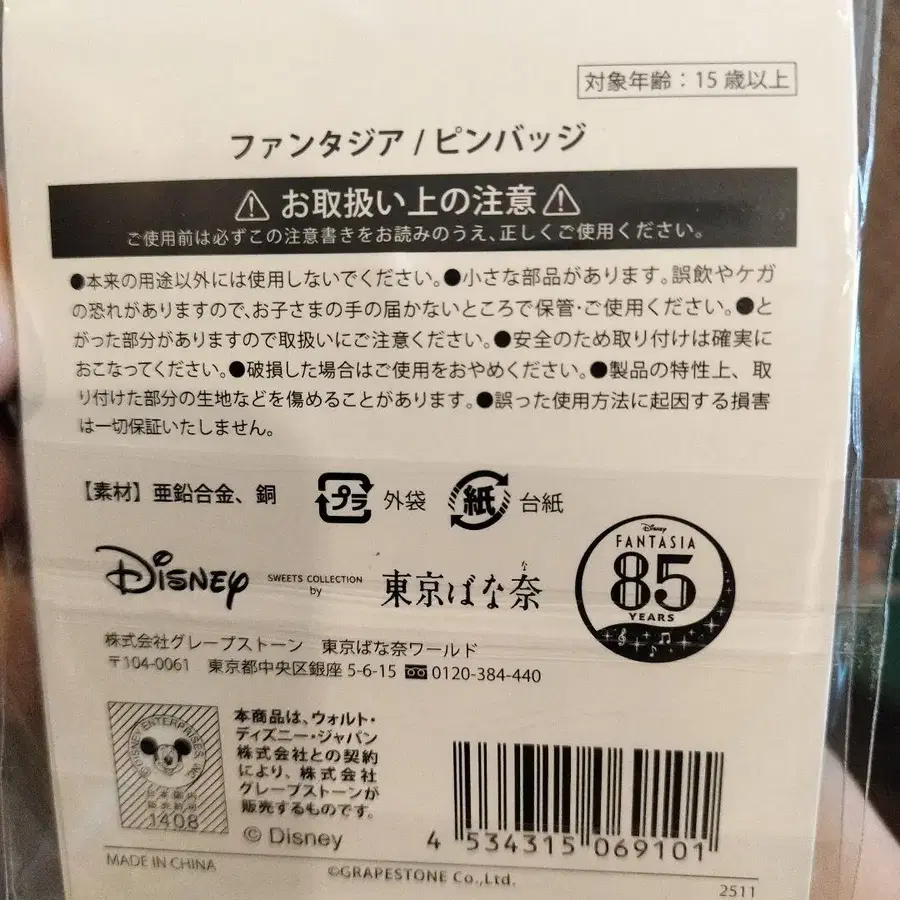 対象年齢：15歳以上
ファンタジア / ピンバッジ
お取扱い上の注意
ご使用前は必ずこの注意書きをお読みのうえ、正しくご使用ください。
●本来の用途以外には使用しないでください。●小さな部品があります。誤飲やケガ
の恐れがありますので、お子さまの手の届かないところで保管・ご使用ください。●と
がった部分がありますので取扱いにご注意ください。●安全のため取り付けは確実に
おこなってください。●破損した場合はご使用をおやめください。●製品の特性上、取
り付けた部分の生地などを傷めることがあります。●誤った使用方法に起因する損害
は一切保証いたしません。
【素材】亜鉛合金、銅
プラ 外袋 紙 台紙
Disney SWEETS COLLECTION
by
東京ばな奈
な
Disney
FANTASIA
85
YEARS
株式会社グレープストーン 東京ばな奈ワールド
〒104-0061 東京都中央区銀座 5-6-15 0120-384-440
©DISNEY ENTERPRISES, INC.
日本国内
販売許可
1408
本商品は、ウォルト・
ディズニー・ジャパン
株式会社との契約
により、株式会社
グレープストーンが
販売するものです。
© Disney
4 534315 069101
MADE IN CHINA
©GRAPESTONE Co.,Ltd.
2511